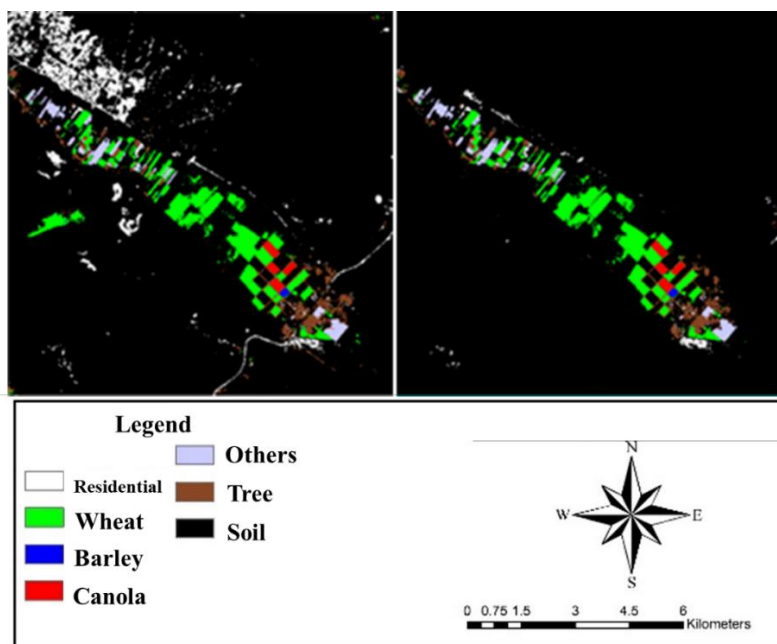 Legend
Residential
Wheat
Barley
Canola
Others
Tree
Soil
N
W E
S
0 0.75 1.5 3 4.5 6
Kilometers